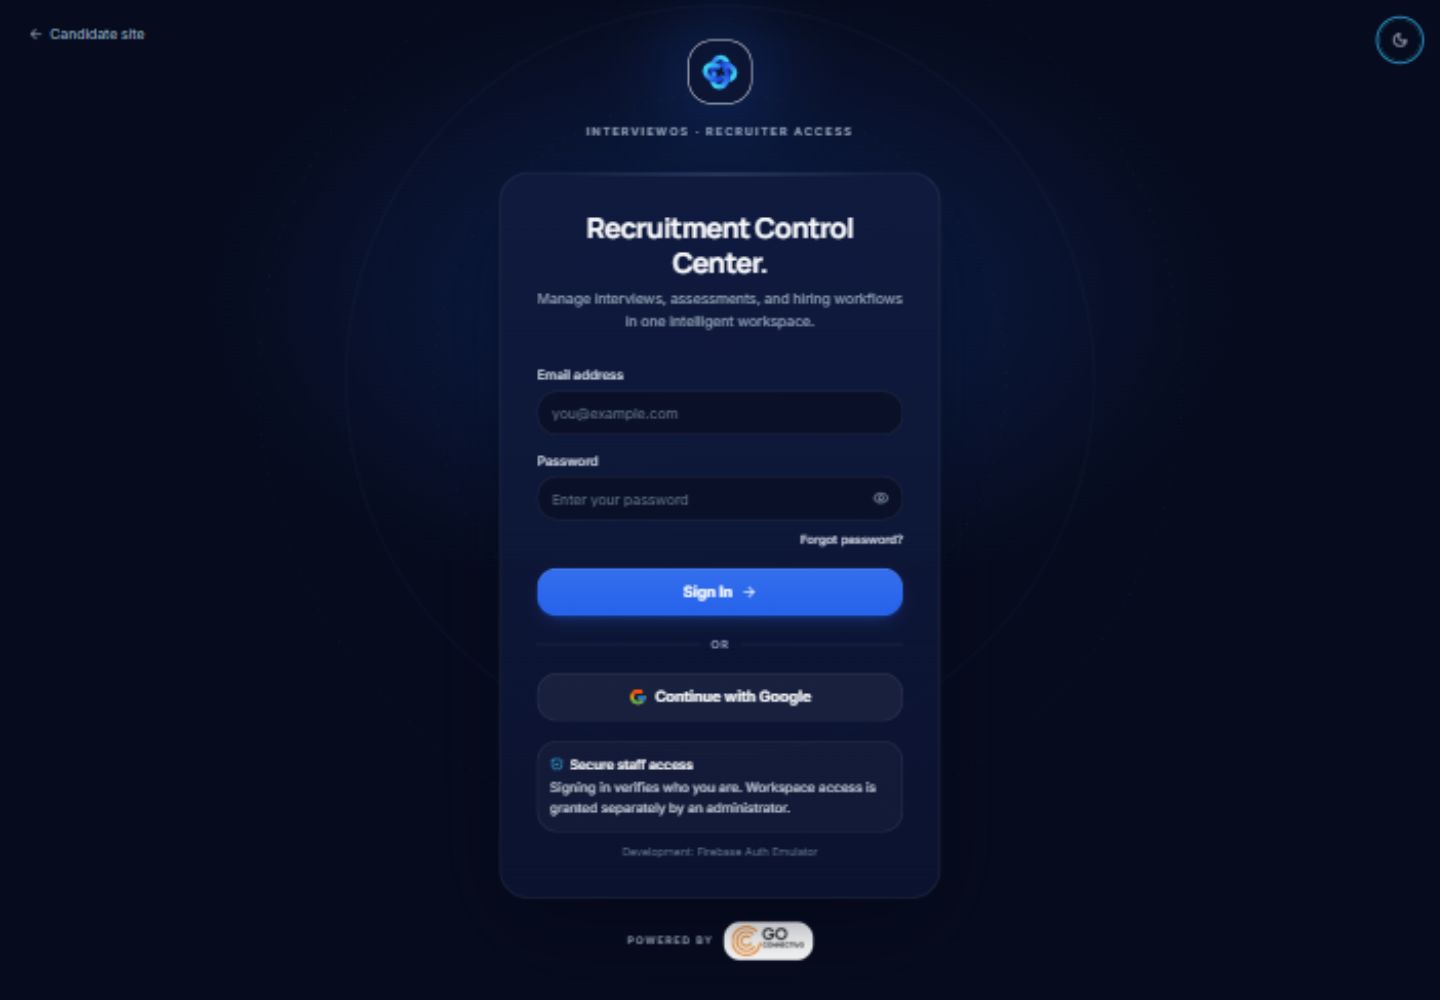 ← Candidate site
INTERVIEWOS · RECRUITER ACCESS
Recruitment Control
Center.
Manage interviews, assessments, and hiring workflows
in one intelligent workspace.
Email address
you@example.com
Password
Enter your password
Forgot password?
Sign In →
OR
Continue with Google
Secure staff access
Signing in verifies who you are. Workspace access is
granted separately by an administrator.
Development: Firebase Auth Emulator
POWERED BY
GO
CONNECTIVO